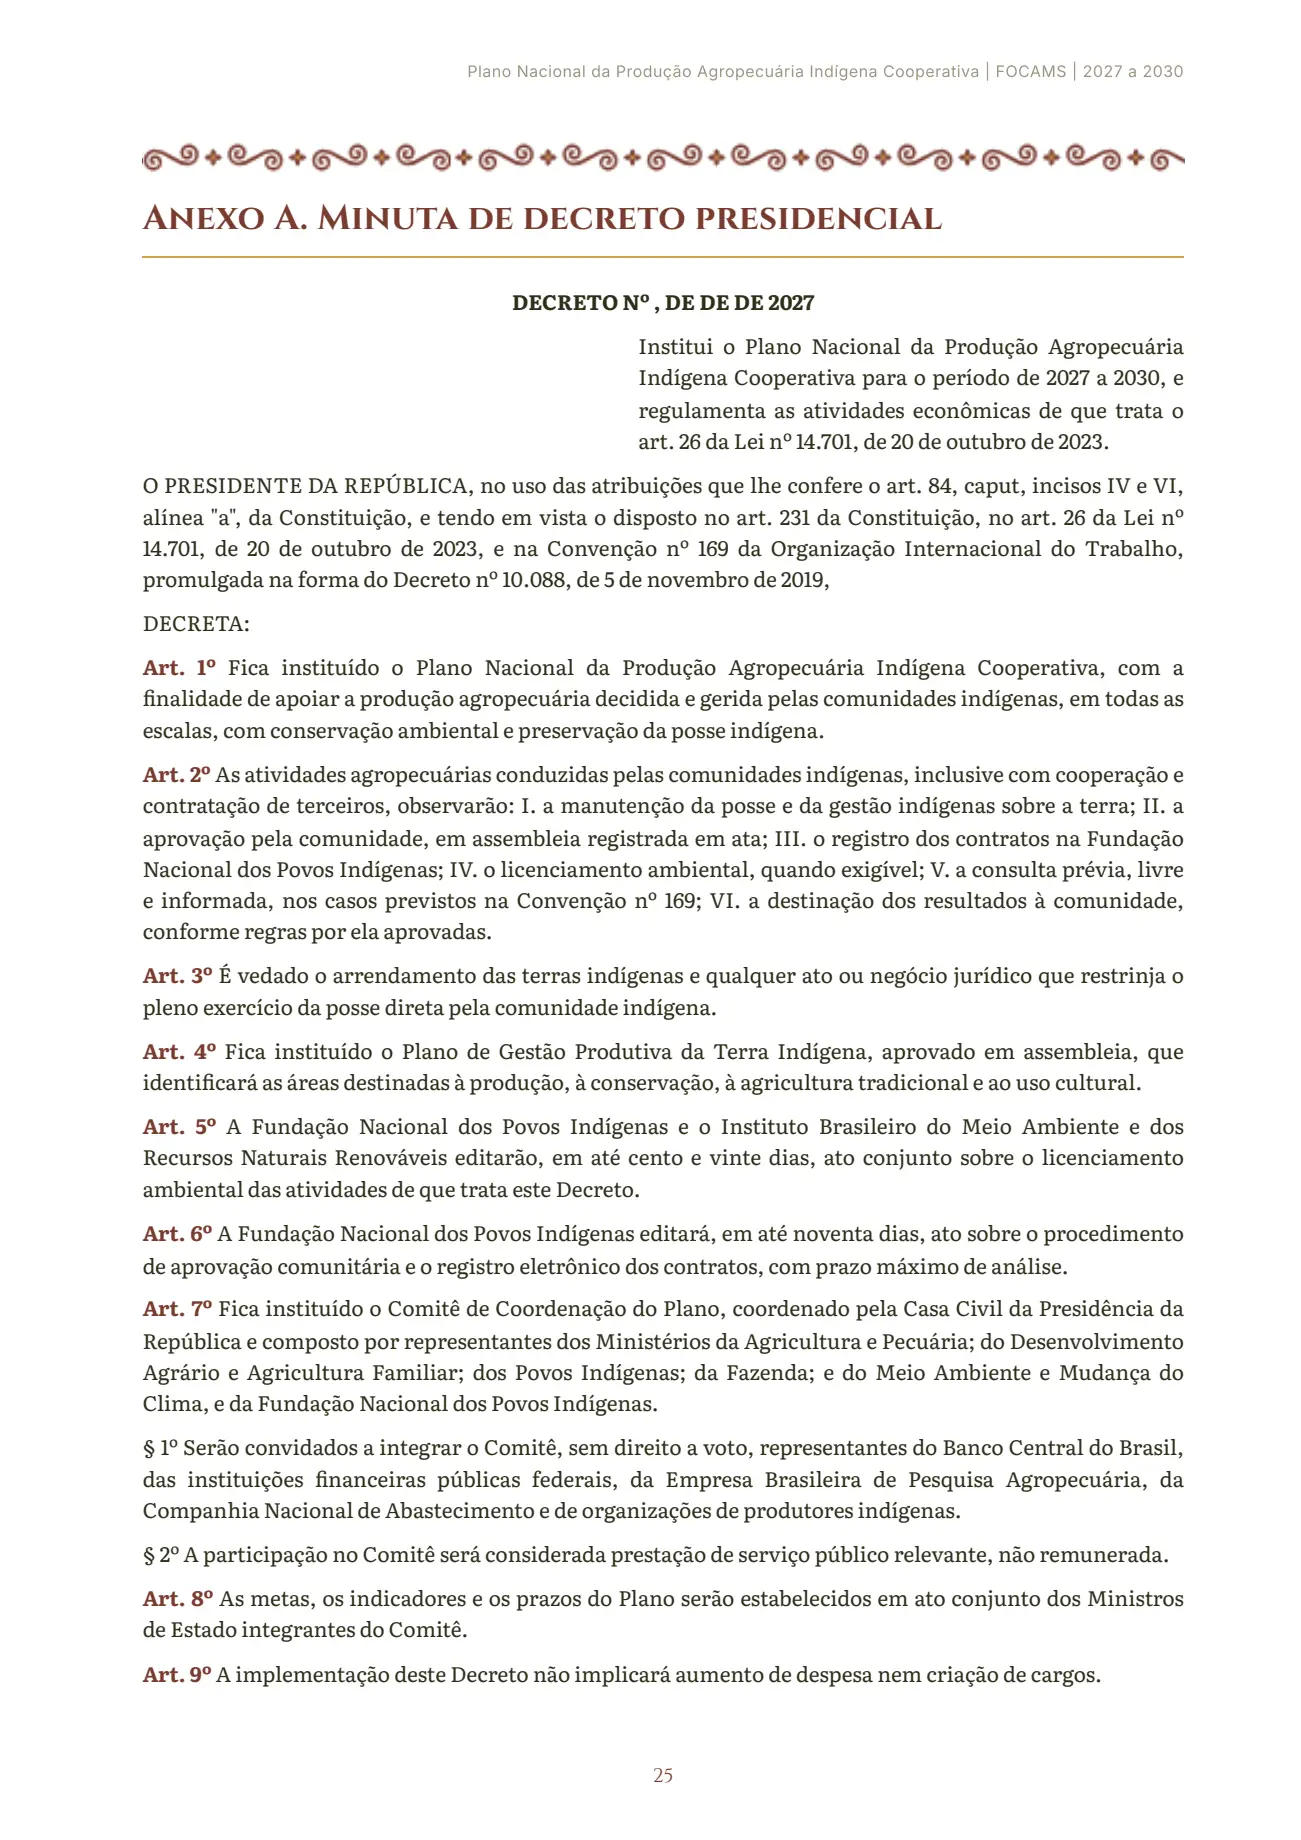 Plano Nacional da Produção Agropecuária Indígena Cooperativa | FOCAMS | 2027 a 2030
Anexo A. Minuta de decreto presidencial
DECRETO Nº , DE DE DE 2027
Institui o Plano Nacional da Produção Agropecuária
Indígena Cooperativa para o período de 2027 a 2030, e
regulamenta as atividades econômicas de que trata o
art. 26 da Lei nº 14.701, de 20 de outubro de 2023.
O PRESIDENTE DA REPÚBLICA, no uso das atribuições que lhe confere o art. 84, caput, incisos IV e VI,
alínea "a", da Constituição, e tendo em vista o disposto no art. 231 da Constituição, no art. 26 da Lei nº
14.701, de 20 de outubro de 2023, e na Convenção nº 169 da Organização Internacional do Trabalho,
promulgada na forma do Decreto nº 10.088, de 5 de novembro de 2019,
DECRETA:
Art. 1º Fica instituído o Plano Nacional da Produção Agropecuária Indígena Cooperativa, com a
finalidade de apoiar a produção agropecuária decidida e gerida pelas comunidades indígenas, em todas as
escalas, com conservação ambiental e preservação da posse indígena.
Art. 2º As atividades agropecuárias conduzidas pelas comunidades indígenas, inclusive com cooperação e
contratação de terceiros, observarão: I. a manutenção da posse e da gestão indígenas sobre a terra; II. a
aprovação pela comunidade, em assembleia registrada em ata; III. o registro dos contratos na Fundação
Nacional dos Povos Indígenas; IV. o licenciamento ambiental, quando exigível; V. a consulta prévia, livre
e informada, nos casos previstos na Convenção nº 169; VI. a destinação dos resultados à comunidade,
conforme regras por ela aprovadas.
Art. 3º É vedado o arrendamento das terras indígenas e qualquer ato ou negócio jurídico que restrinja o
pleno exercício da posse direta pela comunidade indígena.
Art. 4º Fica instituído o Plano de Gestão Produtiva da Terra Indígena, aprovado em assembleia, que
identificará as áreas destinadas à produção, à conservação, à agricultura tradicional e ao uso cultural.
Art. 5º A Fundação Nacional dos Povos Indígenas e o Instituto Brasileiro do Meio Ambiente e dos
Recursos Naturais Renováveis editarão, em até cento e vinte dias, ato conjunto sobre o licenciamento
ambiental das atividades de que trata este Decreto.
Art. 6º A Fundação Nacional dos Povos Indígenas editará, em até noventa dias, ato sobre o procedimento
de aprovação comunitária e o registro eletrônico dos contratos, com prazo máximo de análise.
Art. 7º Fica instituído o Comitê de Coordenação do Plano, coordenado pela Casa Civil da Presidência da
República e composto por representantes dos Ministérios da Agricultura e Pecuária; do Desenvolvimento
Agrário e Agricultura Familiar; dos Povos Indígenas; da Fazenda; e do Meio Ambiente e Mudança do
Clima, e da Fundação Nacional dos Povos Indígenas.
§ 1º Serão convidados a integrar o Comitê, sem direito a voto, representantes do Banco Central do Brasil,
das instituições financeiras públicas federais, da Empresa Brasileira de Pesquisa Agropecuária, da
Companhia Nacional de Abastecimento e de organizações de produtores indígenas.
§ 2º A participação no Comitê será considerada prestação de serviço público relevante, não remunerada.
Art. 8º As metas, os indicadores e os prazos do Plano serão estabelecidos em ato conjunto dos Ministros
de Estado integrantes do Comitê.
Art. 9º A implementação deste Decreto não implicará aumento de despesa nem criação de cargos.
25